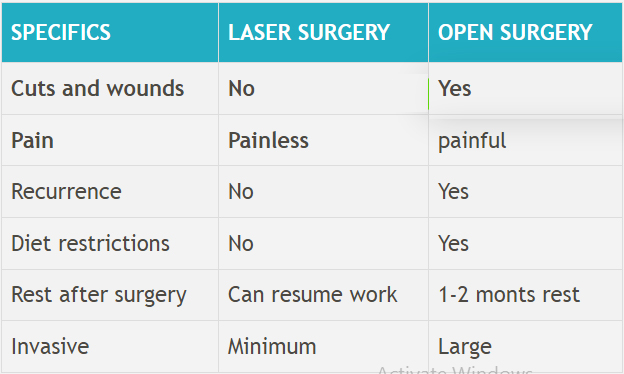 SPECIFICS LASER SURGERY OPEN SURGERY
Cuts and wounds No Yes
Pain Painless painful
Recurrence No Yes
Diet restrictions No Yes
Rest after surgery Can resume work 1-2 monts rest
Invasive Minimum Large
Activate Windows